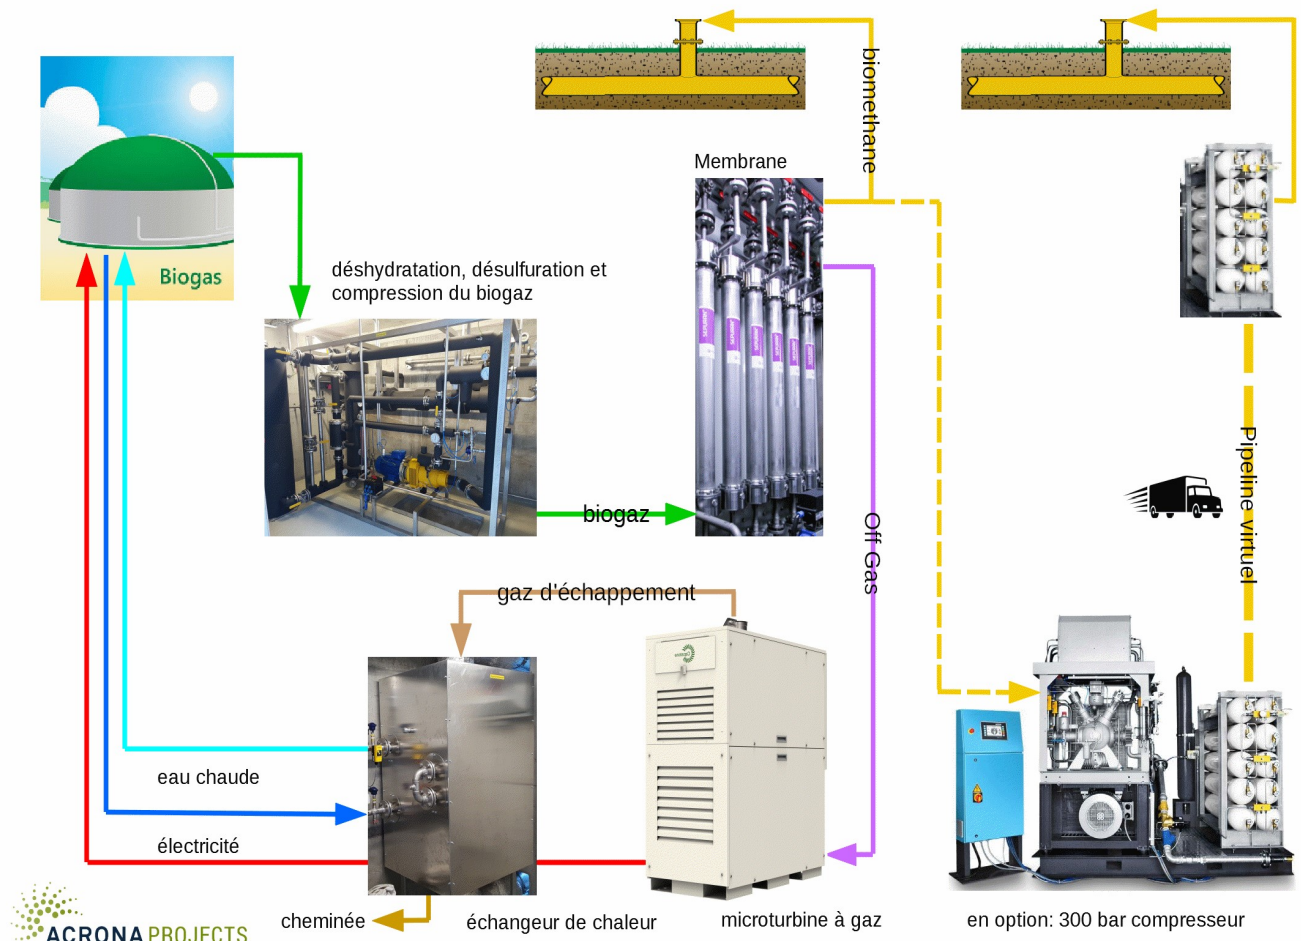 biomethane
Membrane
Biogas
déshydratation, désulfuration et
compression du biogaz
biogaz
Off Gas
Pipeline virtuel
gaz d'échappement
eau chaude
électricité
cheminée
échangeur de chaleur
microturbine à gaz
en option: 300 bar compresseur
ACRONA PROJECTS